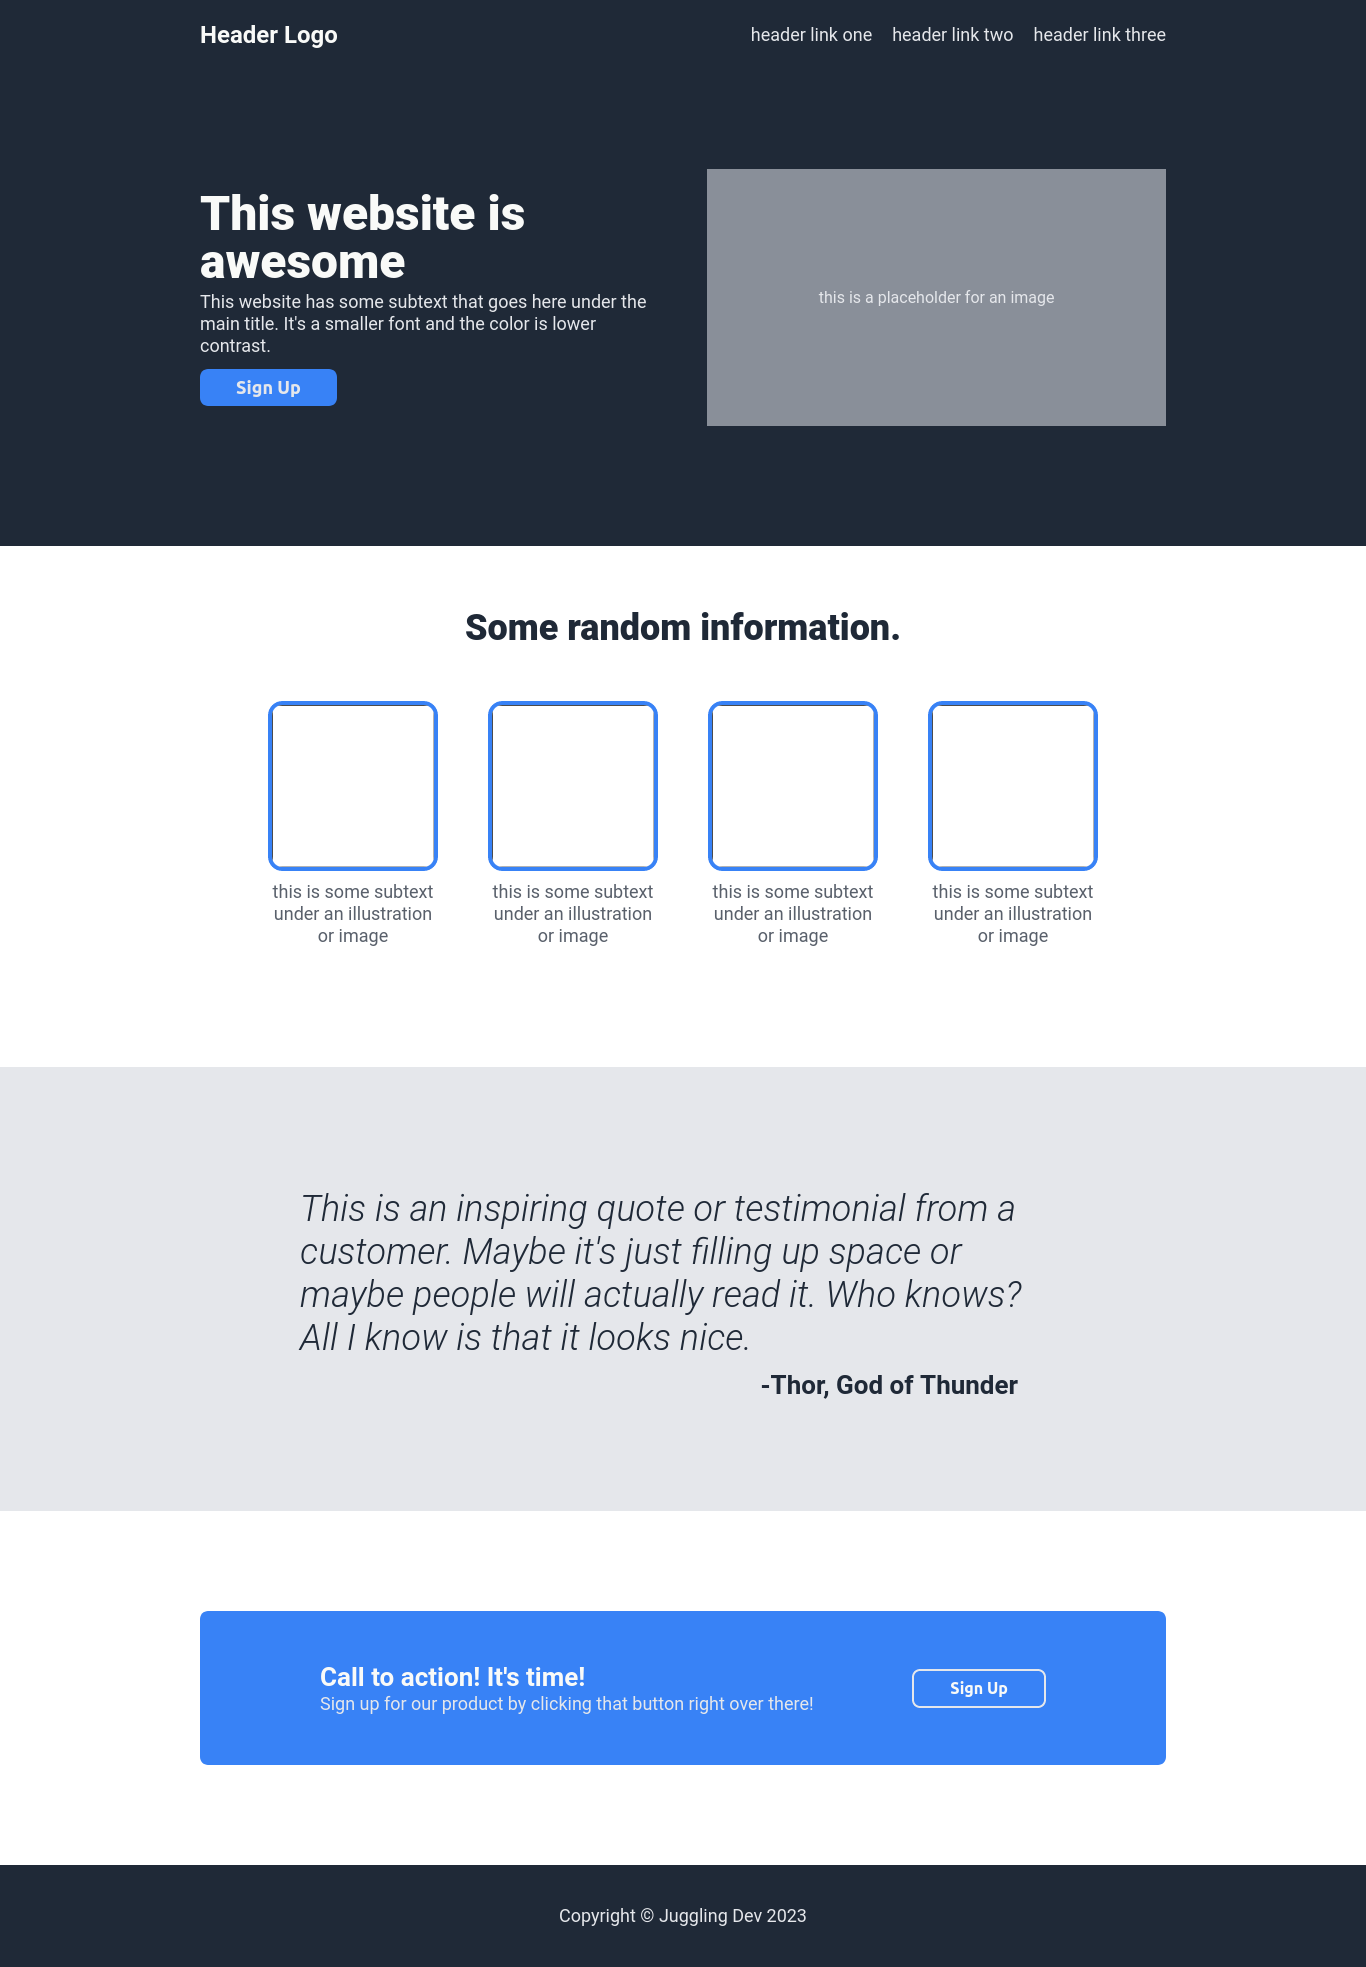 Header Logo
header link one
header link two
header link three
This website is
awesome
This website has some subtext that goes here under the
main title. It's a smaller font and the color is lower
contrast.
Sign Up
this is a placeholder for an image
Some random information.
this is some subtext
under an illustration
or image
this is some subtext
under an illustration
or image
this is some subtext
under an illustration
or image
this is some subtext
under an illustration
or image
This is an inspiring quote or testimonial from a
customer. Maybe it's just filling up space or
maybe people will actually read it. Who knows?
All I know is that it looks nice.
-Thor, God of Thunder
Call to action! It's time!
Sign up for our product by clicking that button right over there!
Sign Up
Copyright © Juggling Dev 2023